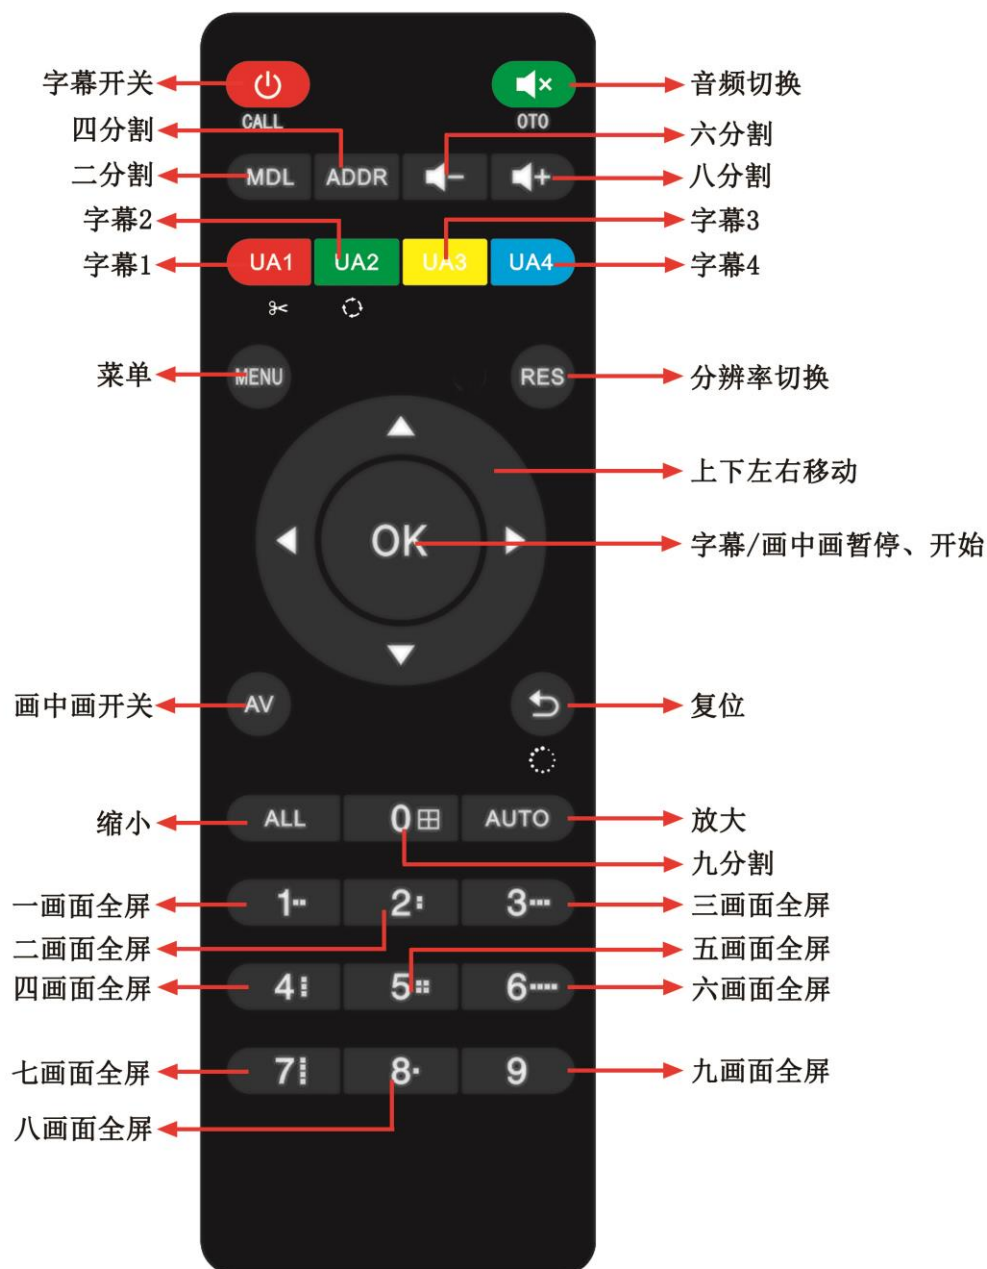 字幕开关
音频切换
CALL
OTO
四分割
六分割
二分割
MDL
ADDR
-
+
八分割
字幕2
字幕3
字幕1
UA1
UA2
UA3
UA4
字幕4
菜单
MENU
RES
分辨率切换
上下左右移动
OK
字幕/画中画暂停、开始
画中画开关
AV
复位
缩小
ALL
0
AUTO
放大
九分割
一画面全屏
1
2
3
三画面全屏
二画面全屏
五画面全屏
四画面全屏
4
5
6
六画面全屏
七画面全屏
7
8
9
九画面全屏
八画面全屏